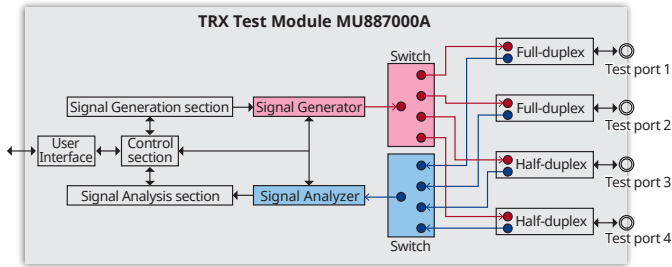 TRX Test Module MU887000A
Switch
Full-duplex
Test port 1
Signal Generation section
Signal Generator
Full-duplex
Test port 2
User
Interface
Control
section
Half-duplex
Test port 3
Signal Analysis section
Signal Analyzer
Half-duplex
Test port 4
Switch